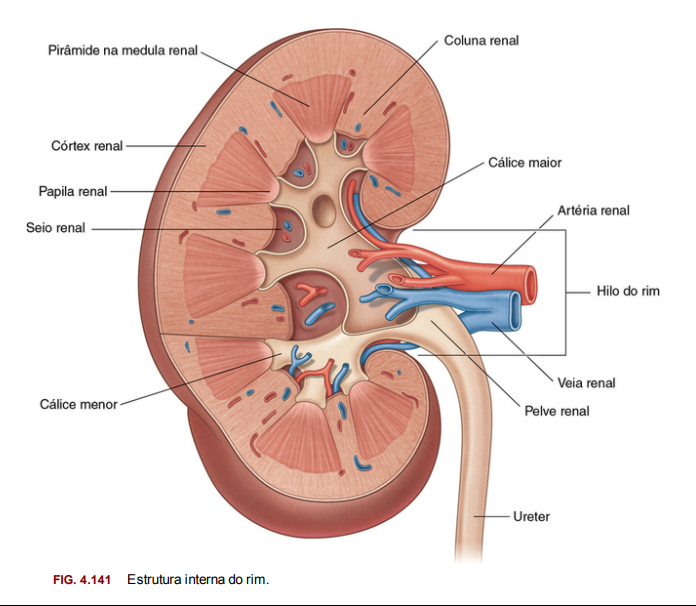 Coluna renal
Pirâmide na medula renal
Córtex renal
Cálice maior
Papila renal
Artéria renal
Seio renal
Hilo do rim
Veia renal
Cálice menor
Pelve renal
Ureter
FIG. 4.141 Estrutura interna do rim.